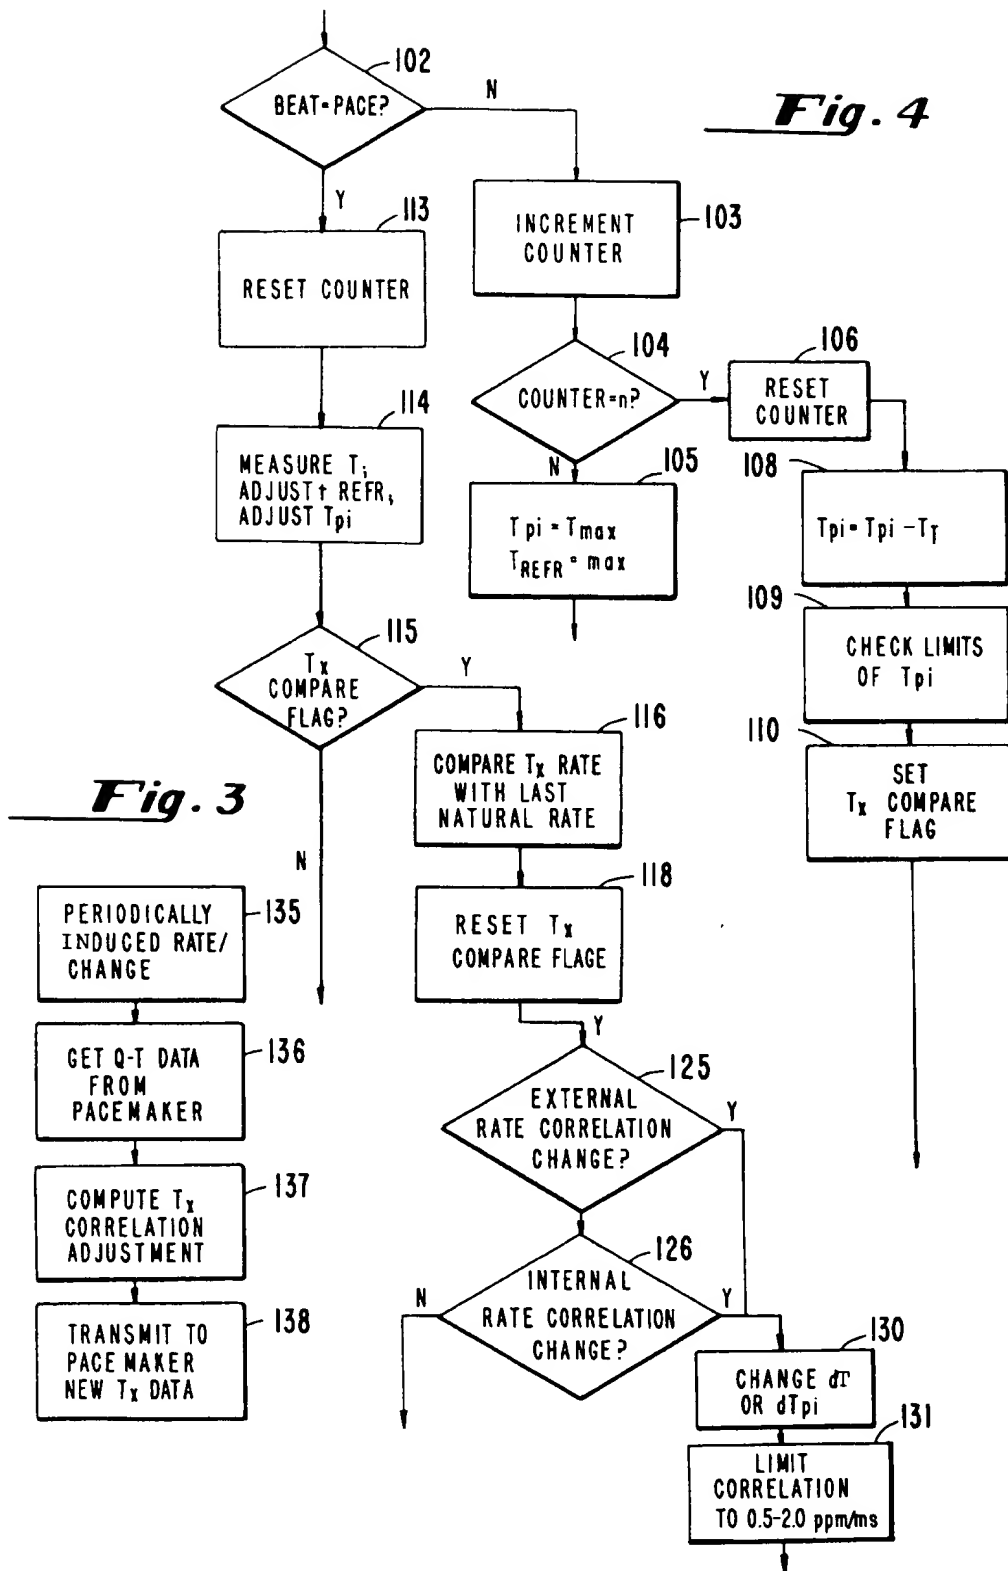 102
BEAT=PACE?
N
Fig. 4
Y
113
RESET COUNTER
INCREMENT
COUNTER
103
104
COUNTER=n?
Y
106
RESET
COUNTER
114
MEASURE T;
ADJUST t REFR;
ADJUST Tpi
N
105
Tpi = Tmax
TREFR = max
108
Tpi = Tpi - TT
109
CHECK LIMITS
OF Tpi
115
Tx
COMPARE
FLAG?
Y
116
COMPARE Tx RATE
WITH LAST
NATURAL RATE
110
SET
Tx COMPARE
FLAG
Fig. 3
N
118
RESET Tx
COMPARE FLAGE
135
PERIODICALLY
INDUCED RATE/
CHANGE
Y
136
GET Q-T DATA
FROM
PACEMAKER
125
EXTERNAL
RATE CORRELATION
CHANGE?
Y
137
COMPUTE Tx
CORRELATION
ADJUSTMENT
126
INTERNAL
RATE CORRELATION
CHANGE?
N
Y
138
TRANSMIT TO
PACE MAKER
NEW Tx DATA
130
CHANGE dT
OR dTpi
131
LIMIT
CORRELATION
TO 0.5-2.0 ppm/ms